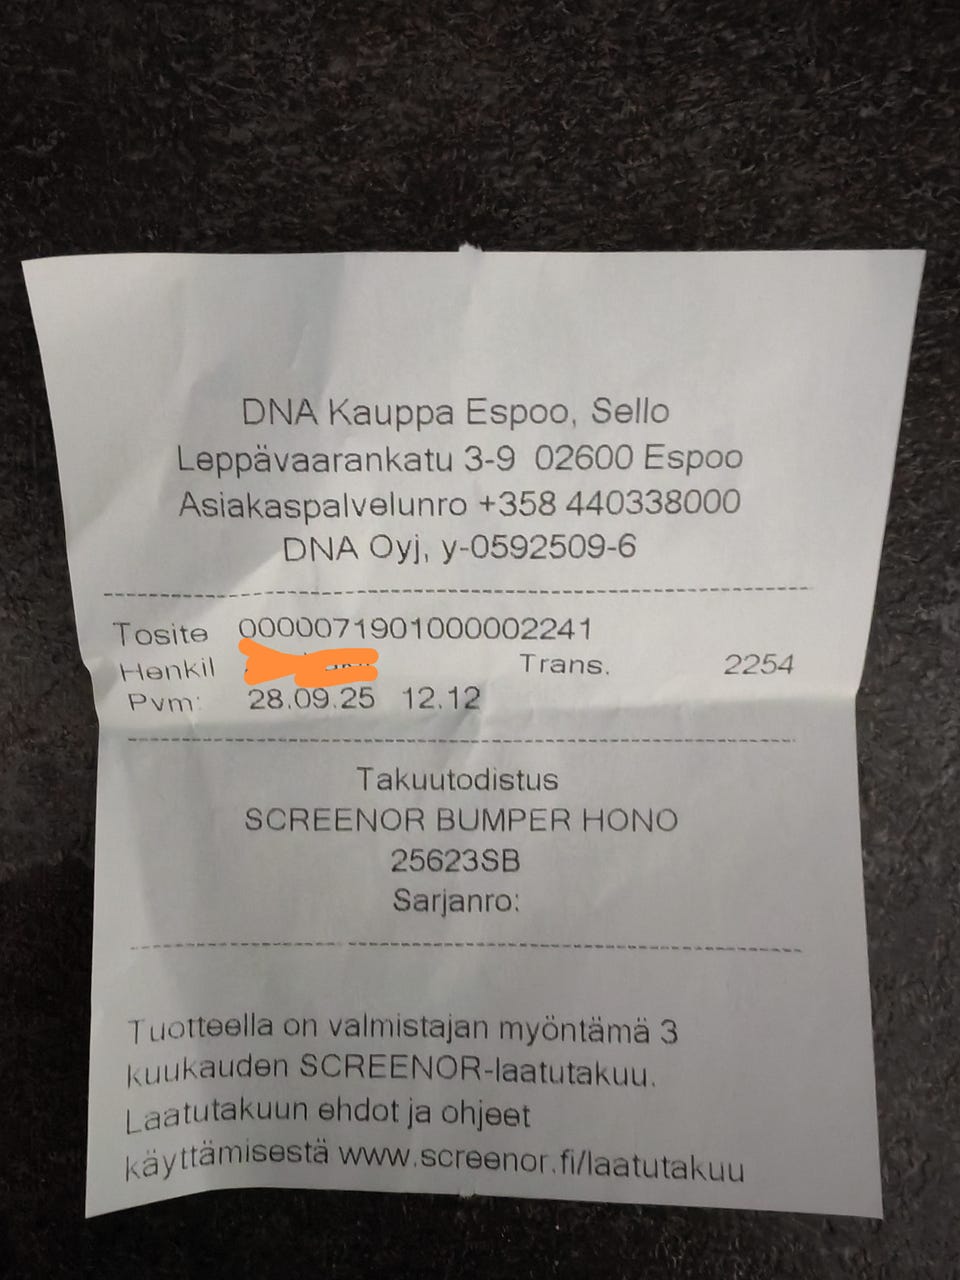 DNA Kauppa Espoo, Sello
Leppävaarankatu 3-9 02600 Espoo
Asiakaspalvelunro +358 440338000
DNA Oyj, y-0592509-6
Tosite 0000071901000002241
Henkil Trans. 2254
Pvm: 28.09.25 12.12
Takuutodistus
SCREENOR BUMPER HONO
25623SB
Sarjanro:
Tuotteella on valmistajan myöntämä 3
kuukauden SCREENOR-laatutakuu.
Laatutakuun ehdot ja ohjeet
käyttämisestä www.screenor.fi/laatutakuu